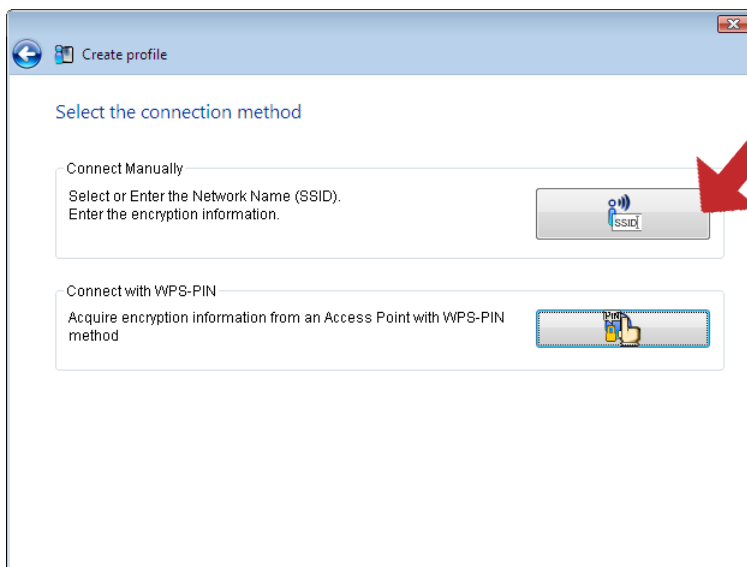 Create profile
Select the connection method
Connect Manually
Select or Enter the Network Name (SSID).
Enter the encryption information.
SSID
Connect with WPS-PIN
Acquire encryption information from an Access Point with WPS-PIN
method
PIN